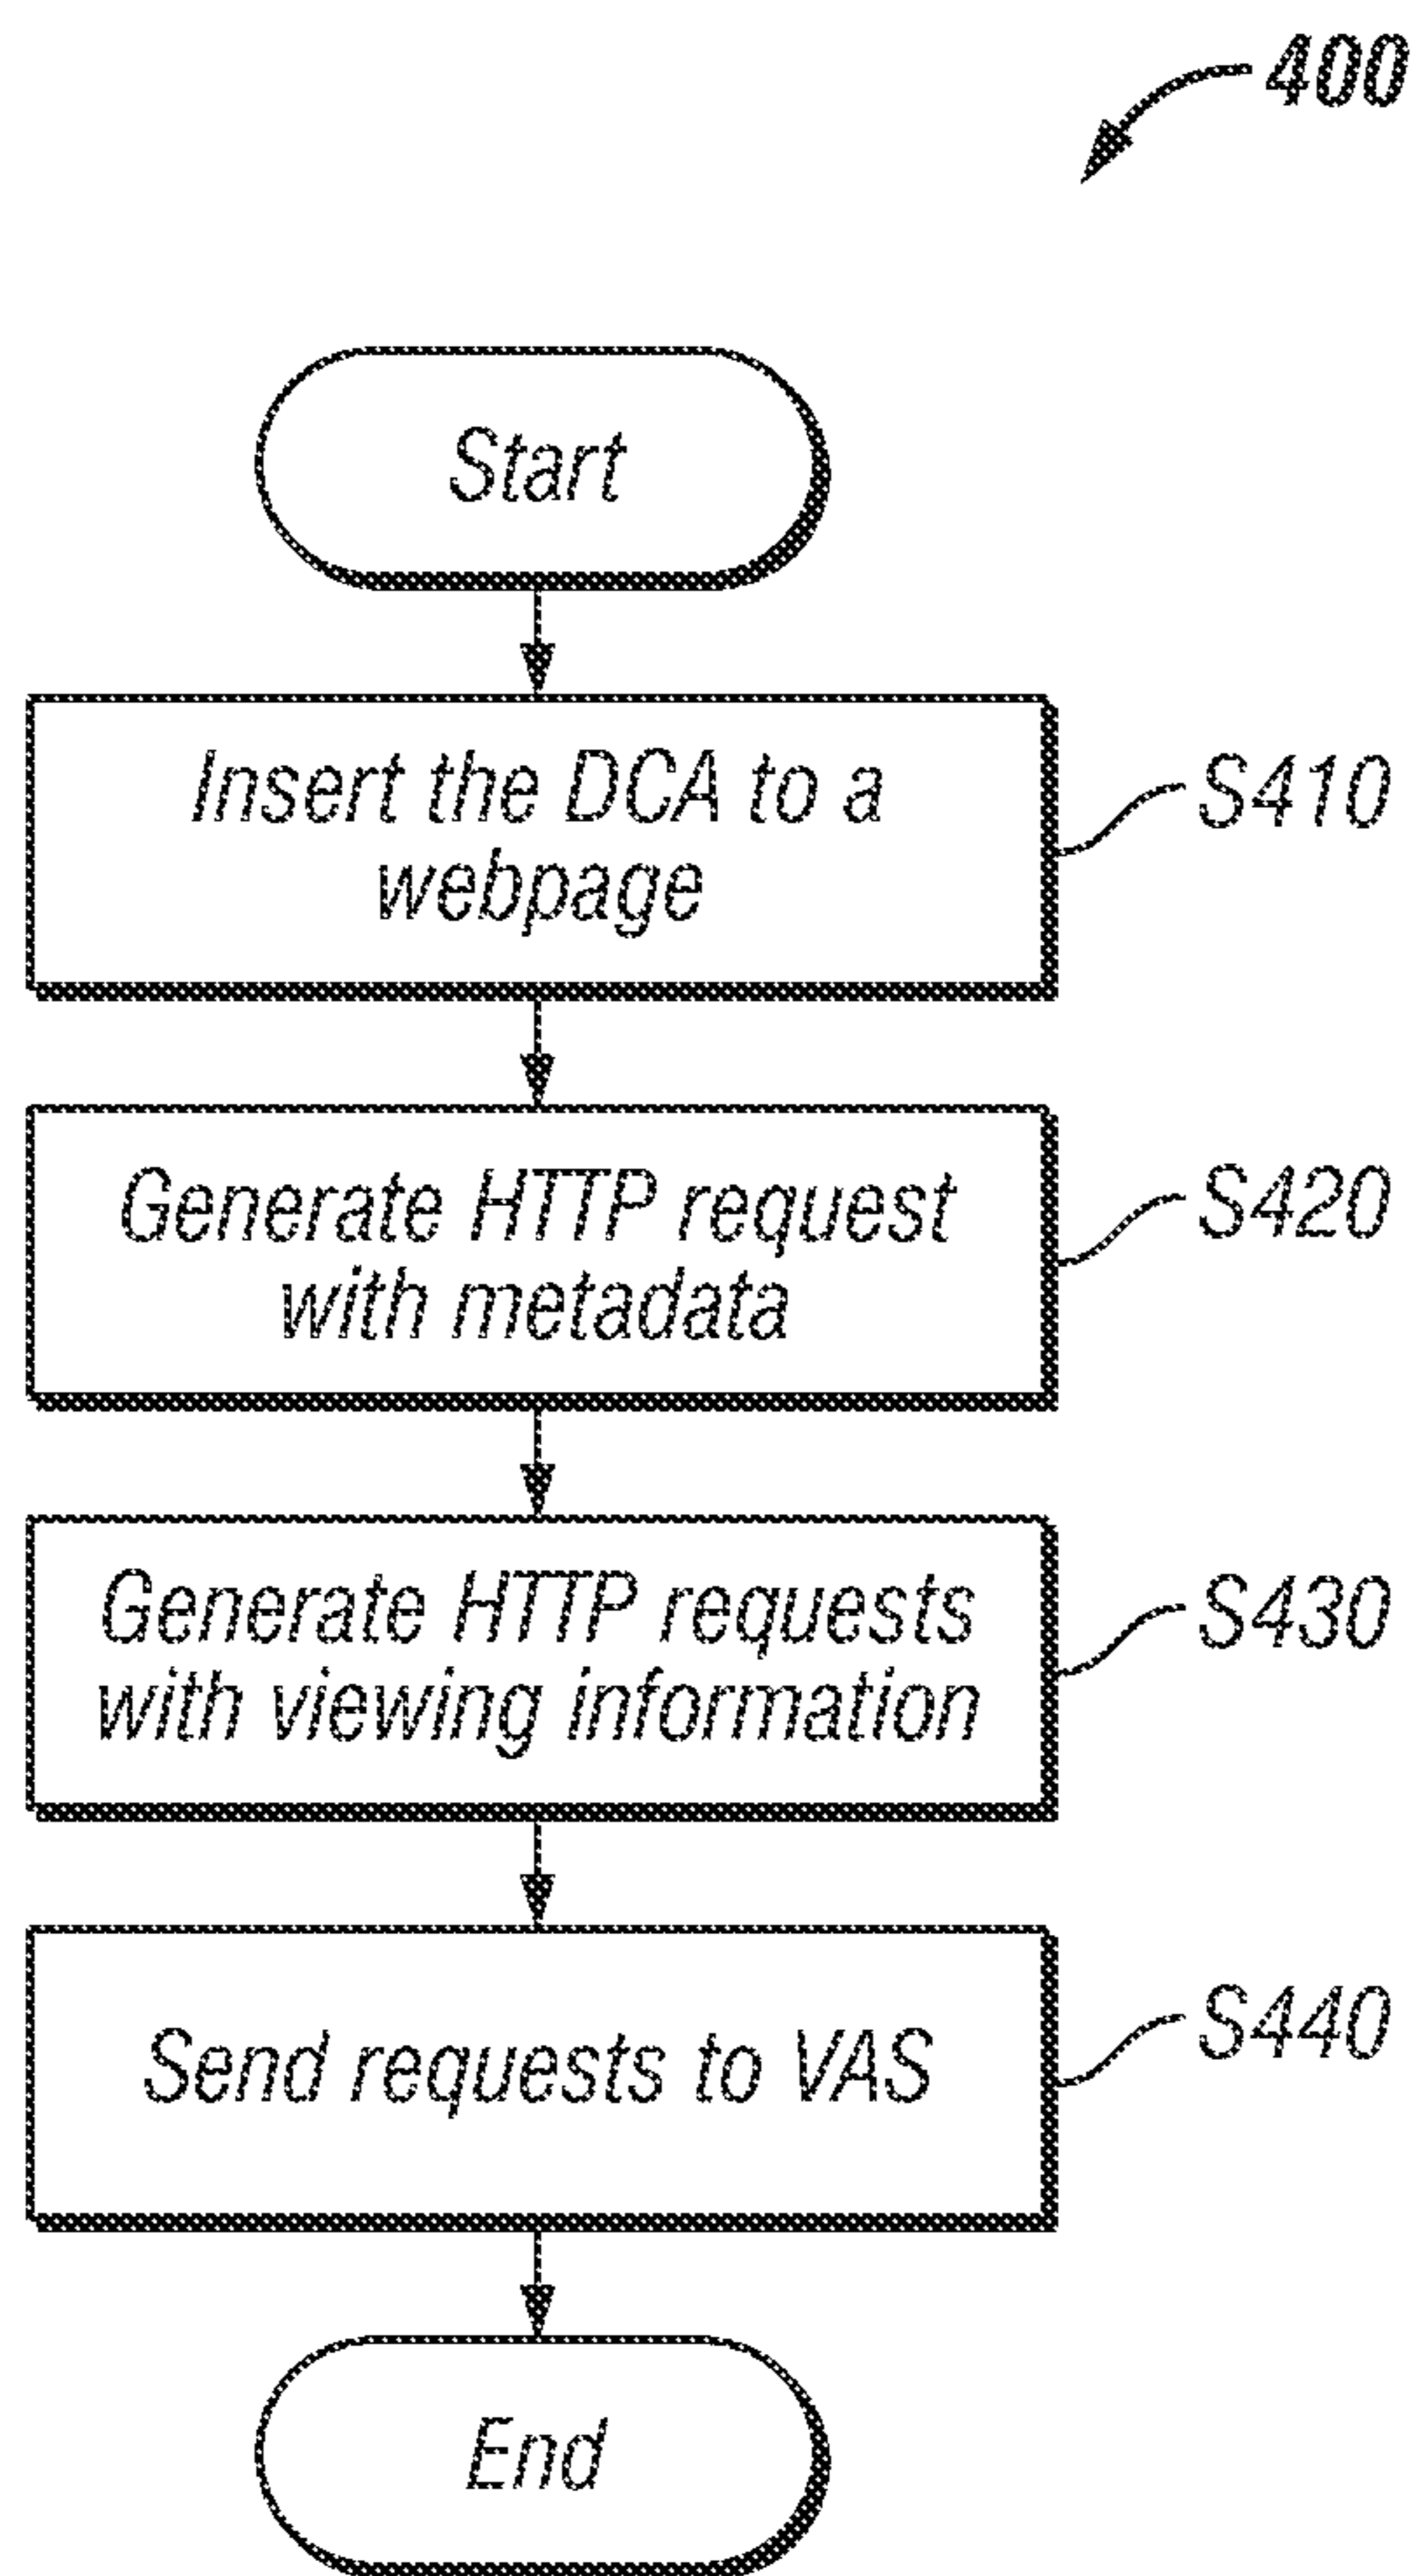 400
Start
Insert the DCA to a
webpage
S410
Generate HTTP request
with metadata
S420
Generate HTTP requests
with viewing information
S430
Send requests to VAS
S440
End